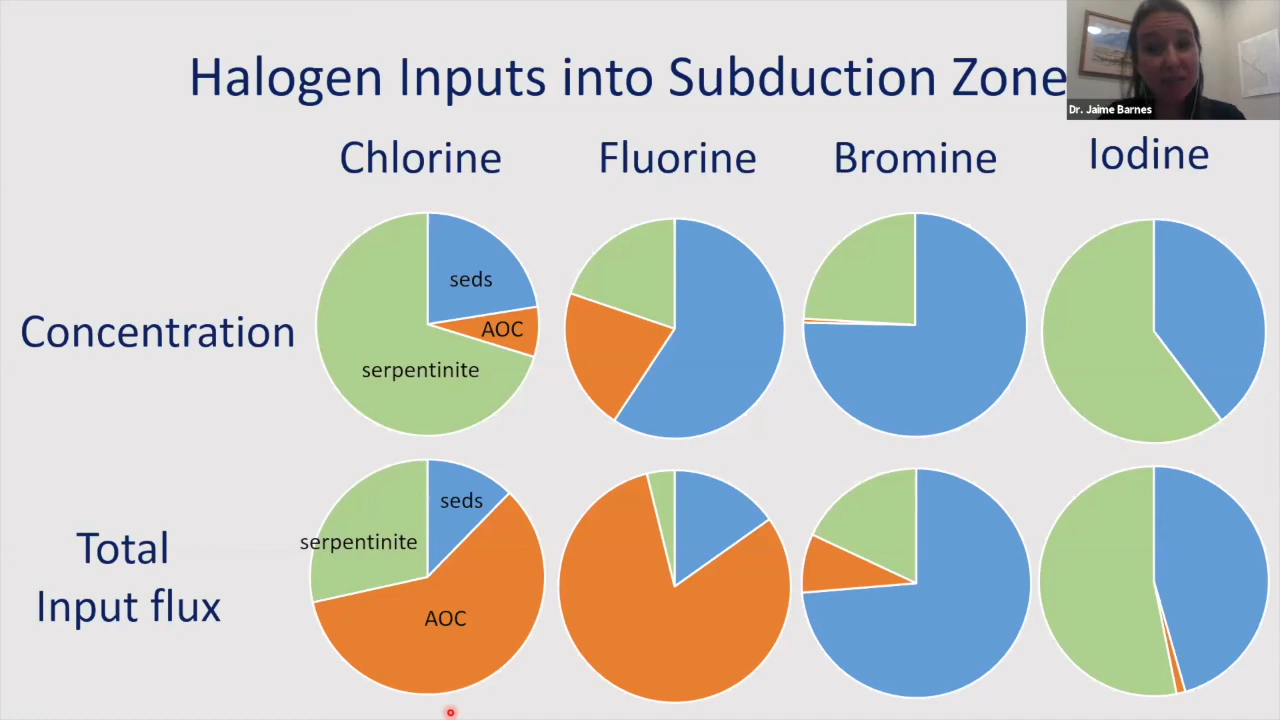 Halogen Inputs into Subduction Zone
Dr. Jaime Barnes
Chlorine
Fluorine
Bromine
Iodine
Concentration
seds
AOC
serpentinite
Total
Input flux
seds
serpentinite
AOC